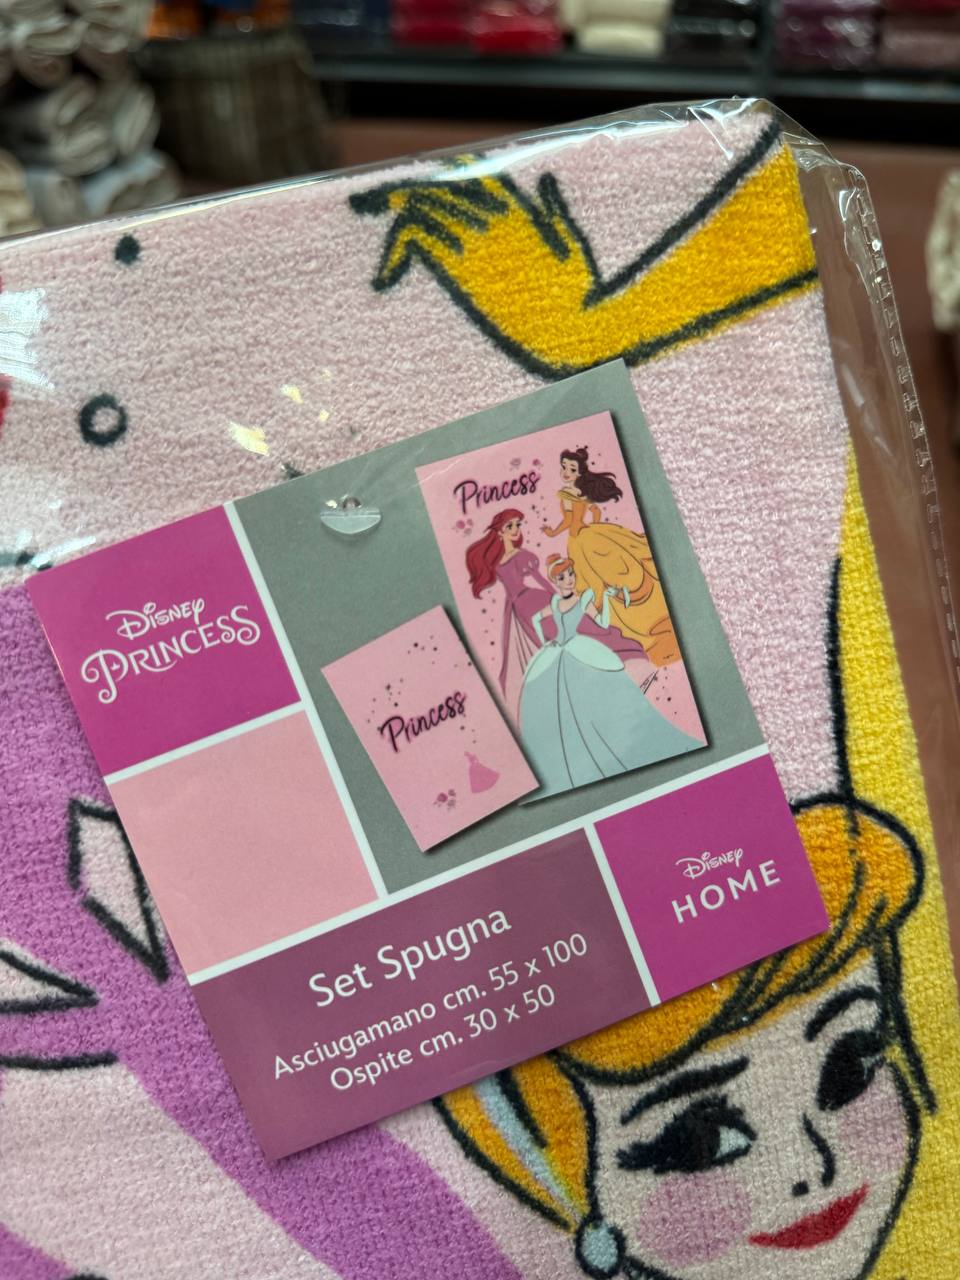 Disney
PRINCESS
Princess
Princess
Set Spugna
Asciugamano cm. 55 x 100
Ospite cm. 30 x 50
Disney
HOME